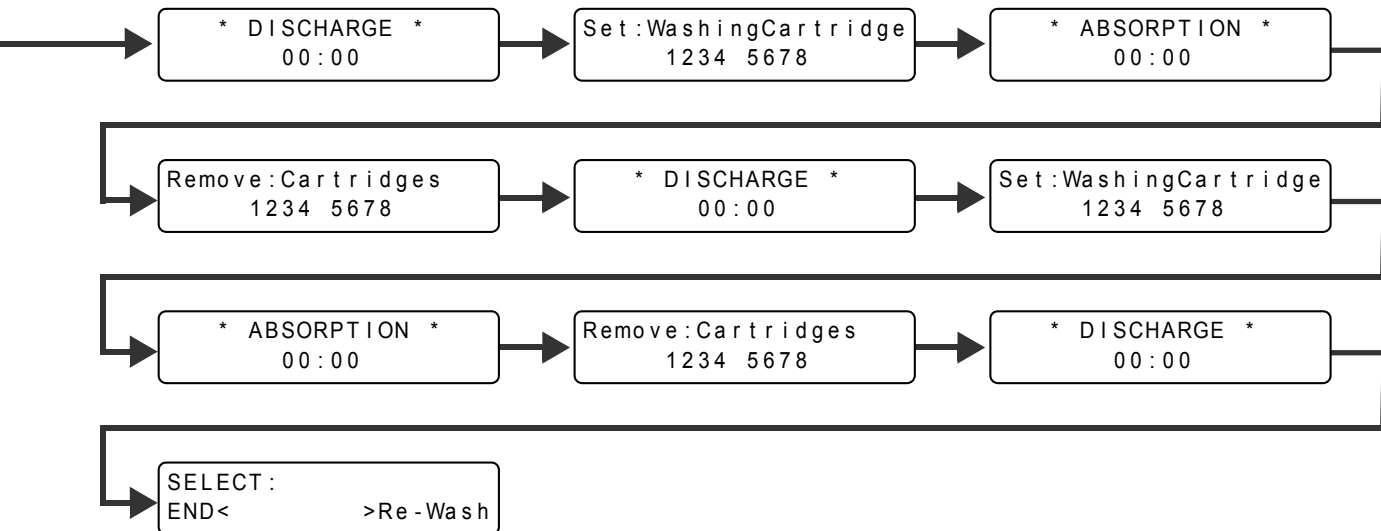 * DISCHARGE *
00:00
Set:WashingCartridge
1234 5678
* ABSORPTION *
00:00
Remove:Cartridges
1234 5678
* DISCHARGE *
00:00
Set:WashingCartridge
1234 5678
* ABSORPTION *
00:00
Remove:Cartridges
1234 5678
* DISCHARGE *
00:00
SELECT:
END< >Re-Wash